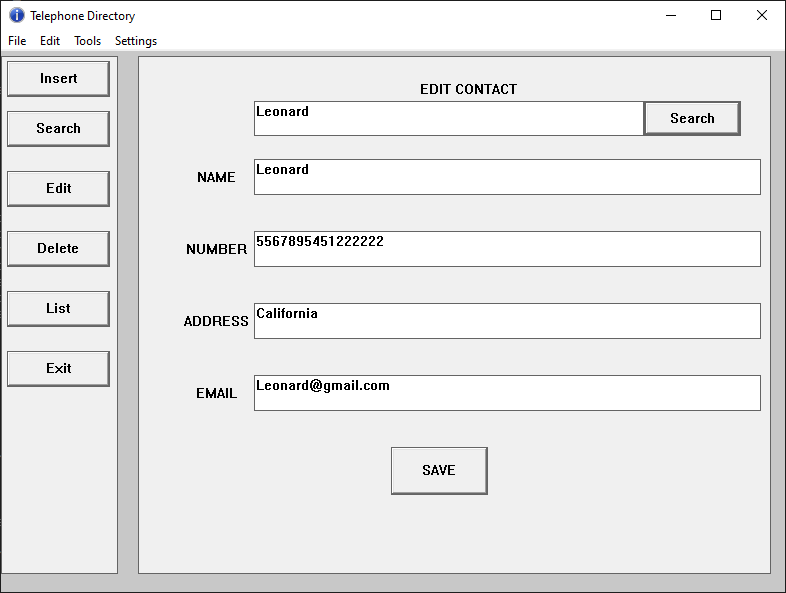 Telephone Directory
File Edit Tools Settings
Insert
Search
Edit
Delete
List
Exit
EDIT CONTACT
Leonard Search
NAME Leonard
NUMBER 5567895451222222
ADDRESS California
EMAIL Leonard@gmail.com
SAVE